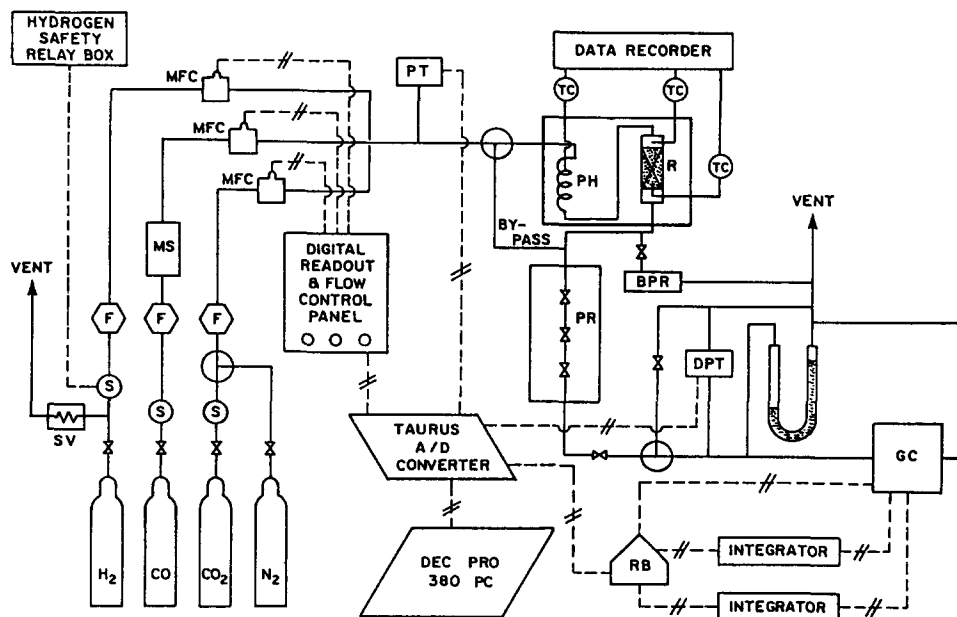 HYDROGEN
SAFETY
RELAY BOX
MFC
MFC
MFC
PT
DATA RECORDER
TC
TC
TC
PH
R
BY-
PASS
VENT
BPR
PR
DPT
MS
VENT
F
F
F
S
S
S
SV
DIGITAL
READOUT
& FLOW
CONTROL
PANEL
TAURUS
A/D
CONVERTER
DEC PRO
380 PC
GC
RB
INTEGRATOR
INTEGRATOR
H₂
CO
CO₂
N₂